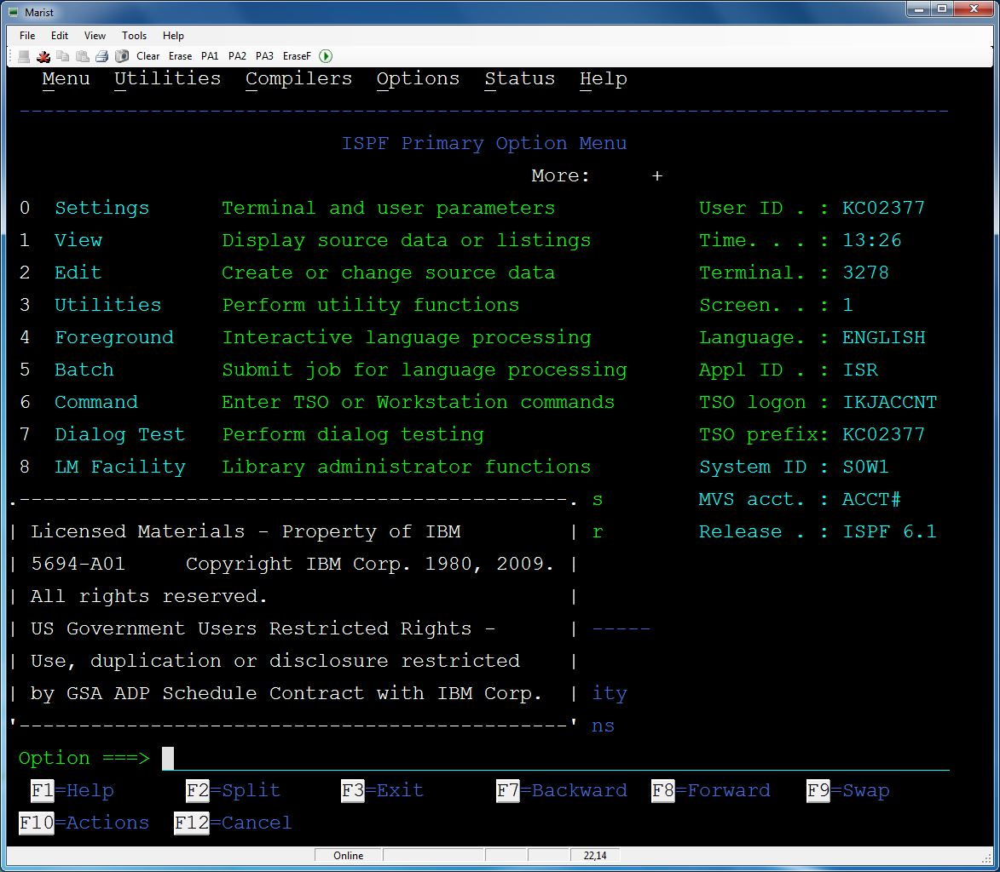 Marist
File Edit View Tools Help
Clear Erase PA1 PA2 PA3 EraseF
Menu Utilities Compilers Options Status Help
------------------------------------------------------------------------------
ISPF Primary Option Menu
More: +
0 Settings Terminal and user parameters User ID . : KC02377
1 View Display source data or listings Time. . . : 13:26
2 Edit Create or change source data Terminal. : 3278
3 Utilities Perform utility functions Screen. . : 1
4 Foreground Interactive language processing Language. : ENGLISH
5 Batch Submit job for language processing Appl ID . : ISR
6 Command Enter TSO or Workstation commands TSO logon : IKJACCNT
7 Dialog Test Perform dialog testing TSO prefix: KC02377
8 LM Facility Library administrator functions System ID : S0W1
.----------------------------------------------. s MVS acct. : ACCT#
| Licensed Materials - Property of IBM | r Release . : ISPF 6.1
| 5694-A01 Copyright IBM Corp. 1980, 2009. |
| All rights reserved. |
| US Government Users Restricted Rights - | -----
| Use, duplication or disclosure restricted |
| by GSA ADP Schedule Contract with IBM Corp. | ity
'----------------------------------------------' ns
Option ===>
F1=Help F2=Split F3=Exit F7=Backward F8=Forward F9=Swap
F10=Actions F12=Cancel
Online 22,14